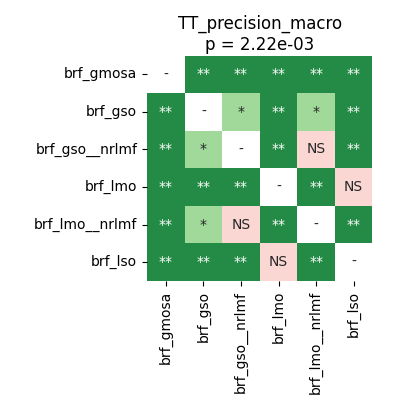 TT_precision_macro
p = 2.22e-03
brf_gmosa - ** ** ** ** **
brf_gso ** - * ** * **
brf_gso__nrlmf ** * - ** NS **
brf_lmo ** ** ** - ** NS
brf_lmo__nrlmf ** * NS ** - **
brf_lso ** ** ** NS ** -
brf_gmosa
brf_gso
brf_gso__nrlmf
brf_lmo
brf_lmo__nrlmf
brf_lso